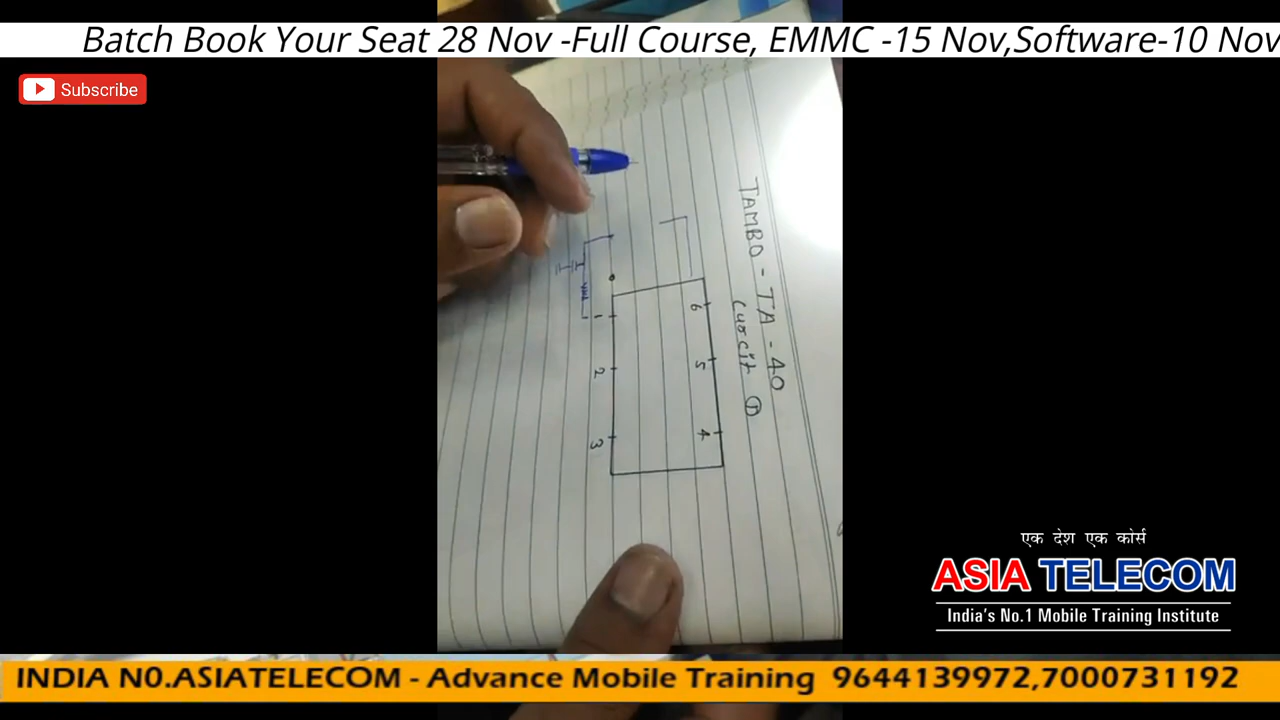 Batch Book Your Seat 28 Nov -Full Course, EMMC -15 Nov,Software-10 Nov
Subscribe
TAMBO - TA - 40
6
5
4
1
2
3
एक देश एक कोर्स
ASIA TELECOM
India's No.1 Mobile Training Institute
INDIA N0.ASIATELECOM - Advance Mobile Training 9644139972,7000731192